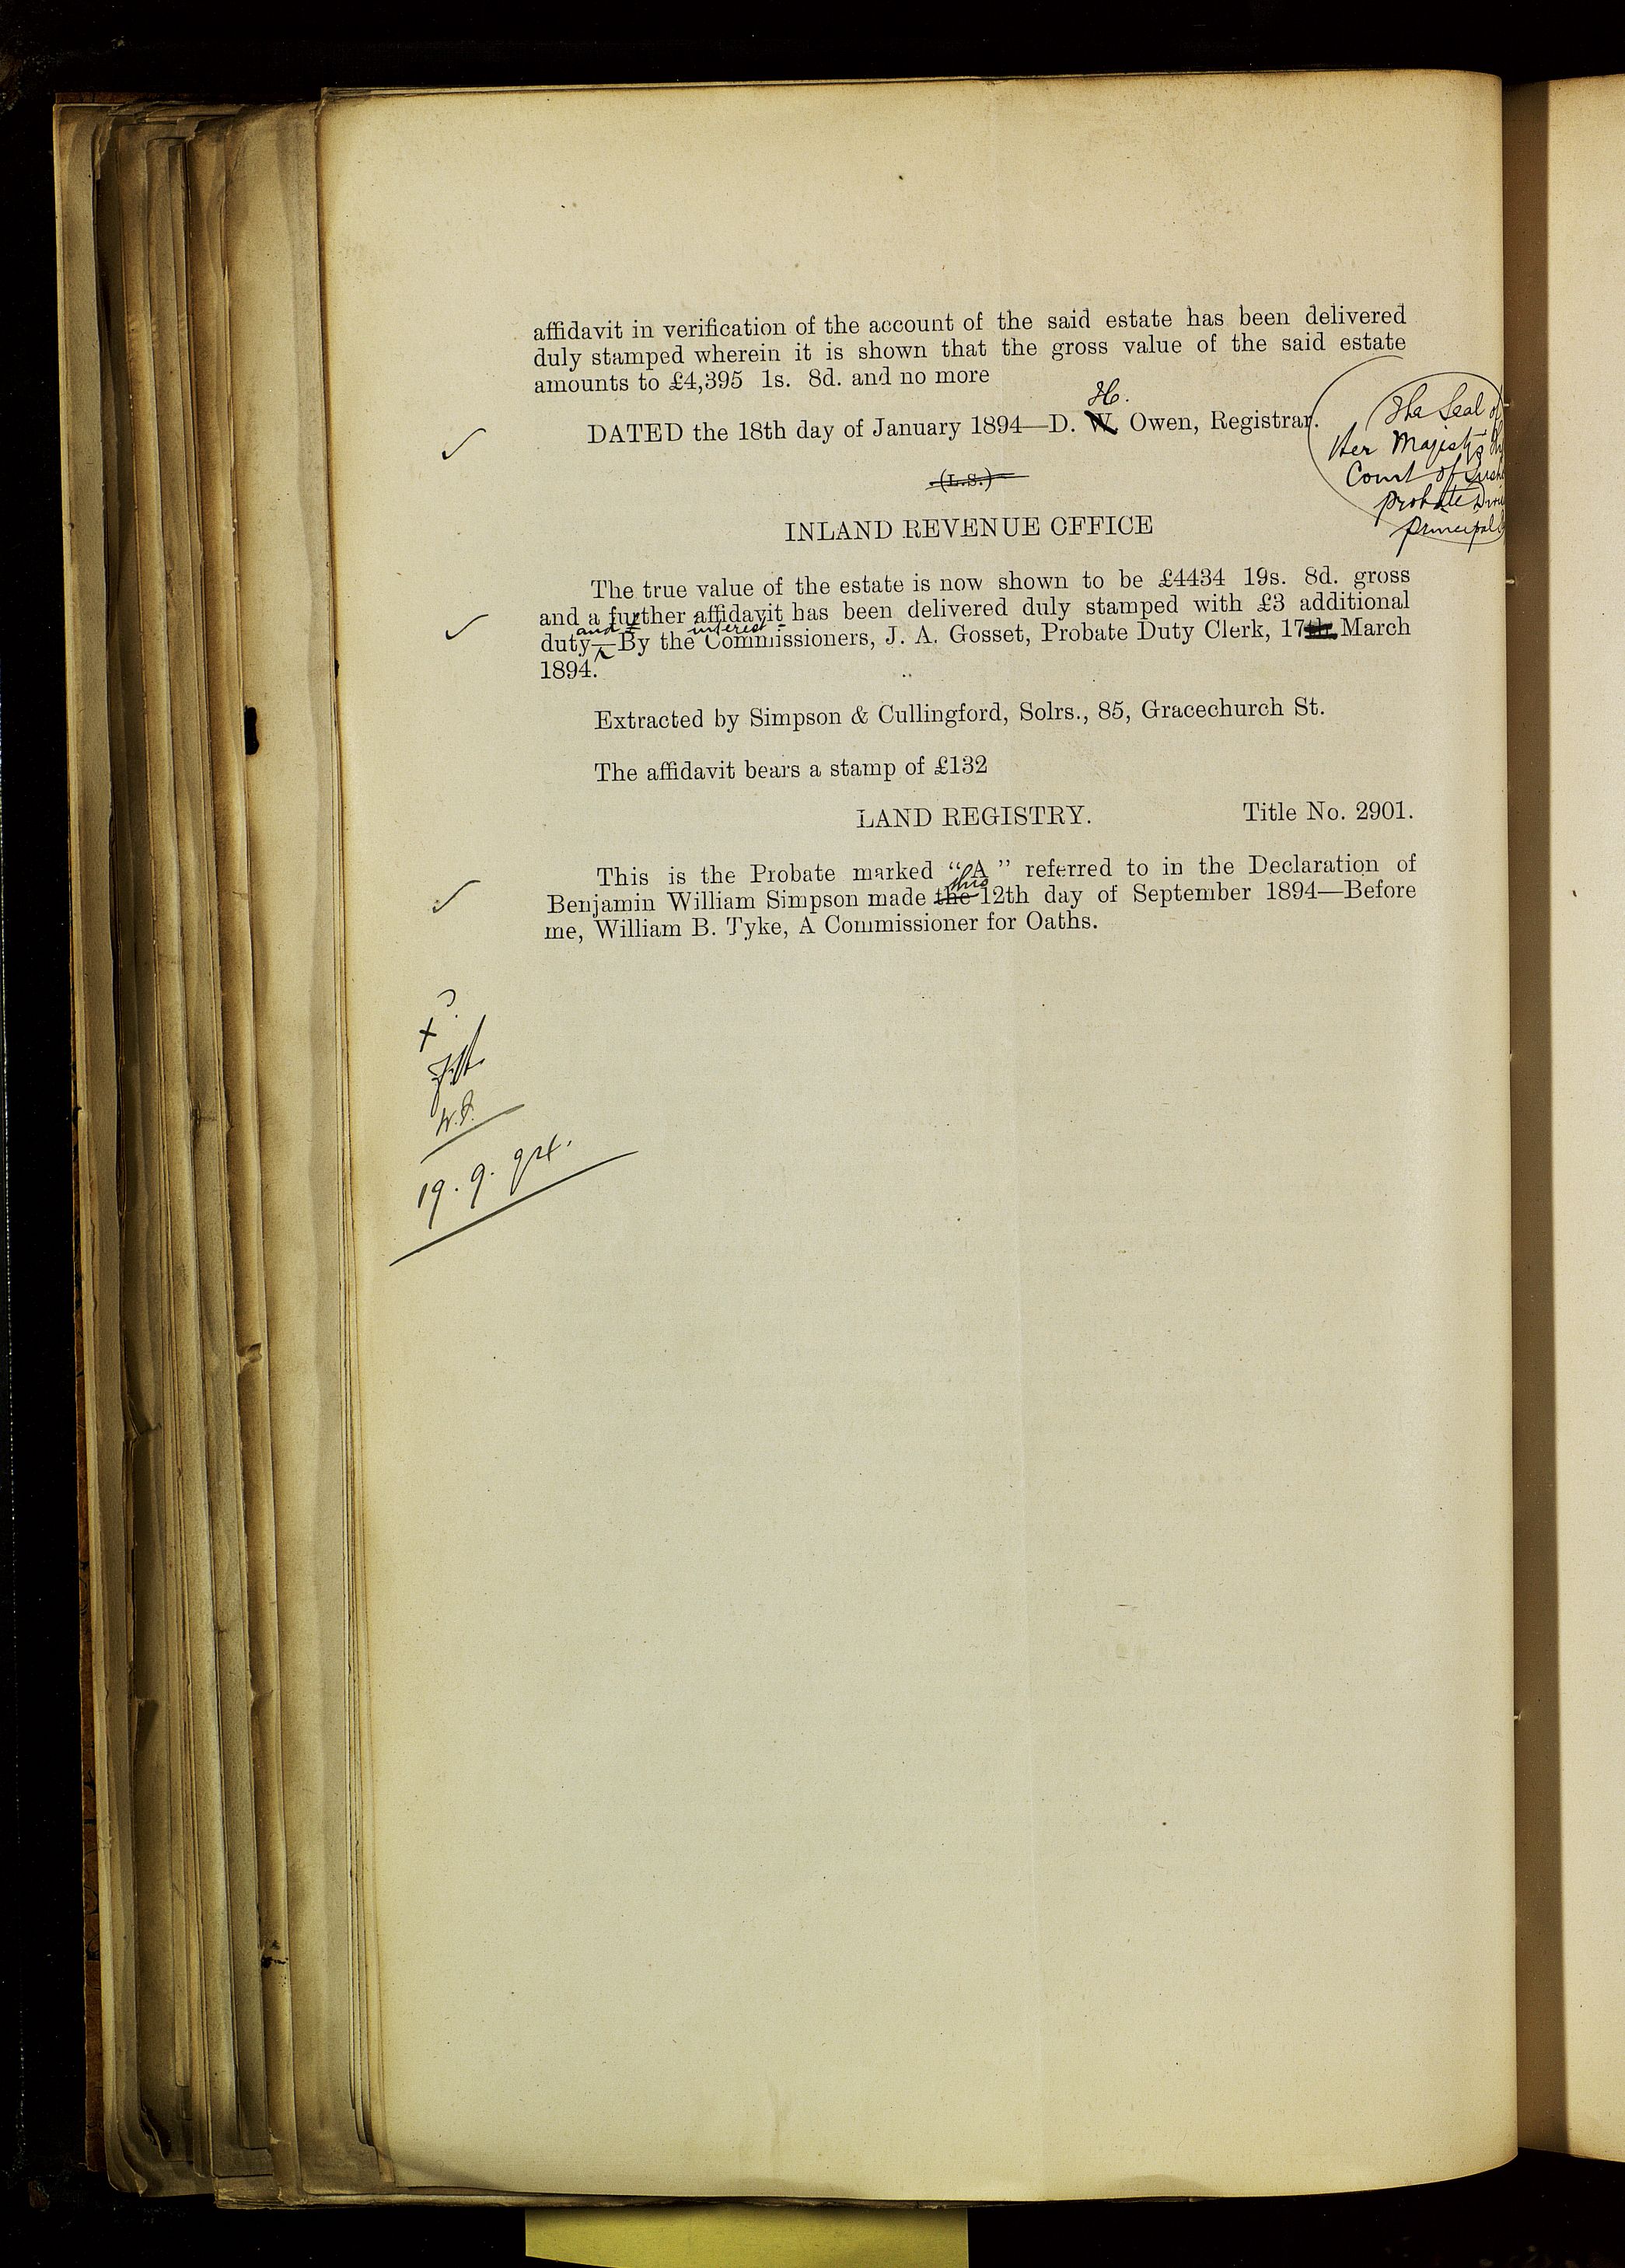 affidavit in verification of the account of the said estate has been delivered
duly stamped wherein it is shown that the gross value of the said estate
amounts to £4,395 1s. 8d. and no more
H.
DATED the 18th day of January 1894—D. W. Owen, Registrar.
The Seal of
Her Majesty's
Court of
Probate
Principal
(L.S.)
INLAND REVENUE OFFICE
The true value of the estate is now shown to be £4434 19s. 8d. gross
and a further affidavit has been delivered duly stamped with £3 additional
and interest
duty—By the Commissioners, J. A. Gosset, Probate Duty Clerk, 17th March
1894.
Extracted by Simpson & Cullingford, Solrs., 85, Gracechurch St.
The affidavit bears a stamp of £132
LAND REGISTRY. Title No. 2901.
This is the Probate marked “A” referred to in the Declaration of
this
Benjamin William Simpson made the 12th day of September 1894—Before
me, William B. Tyke, A Commissioner for Oaths.
?
x
19.9.94.